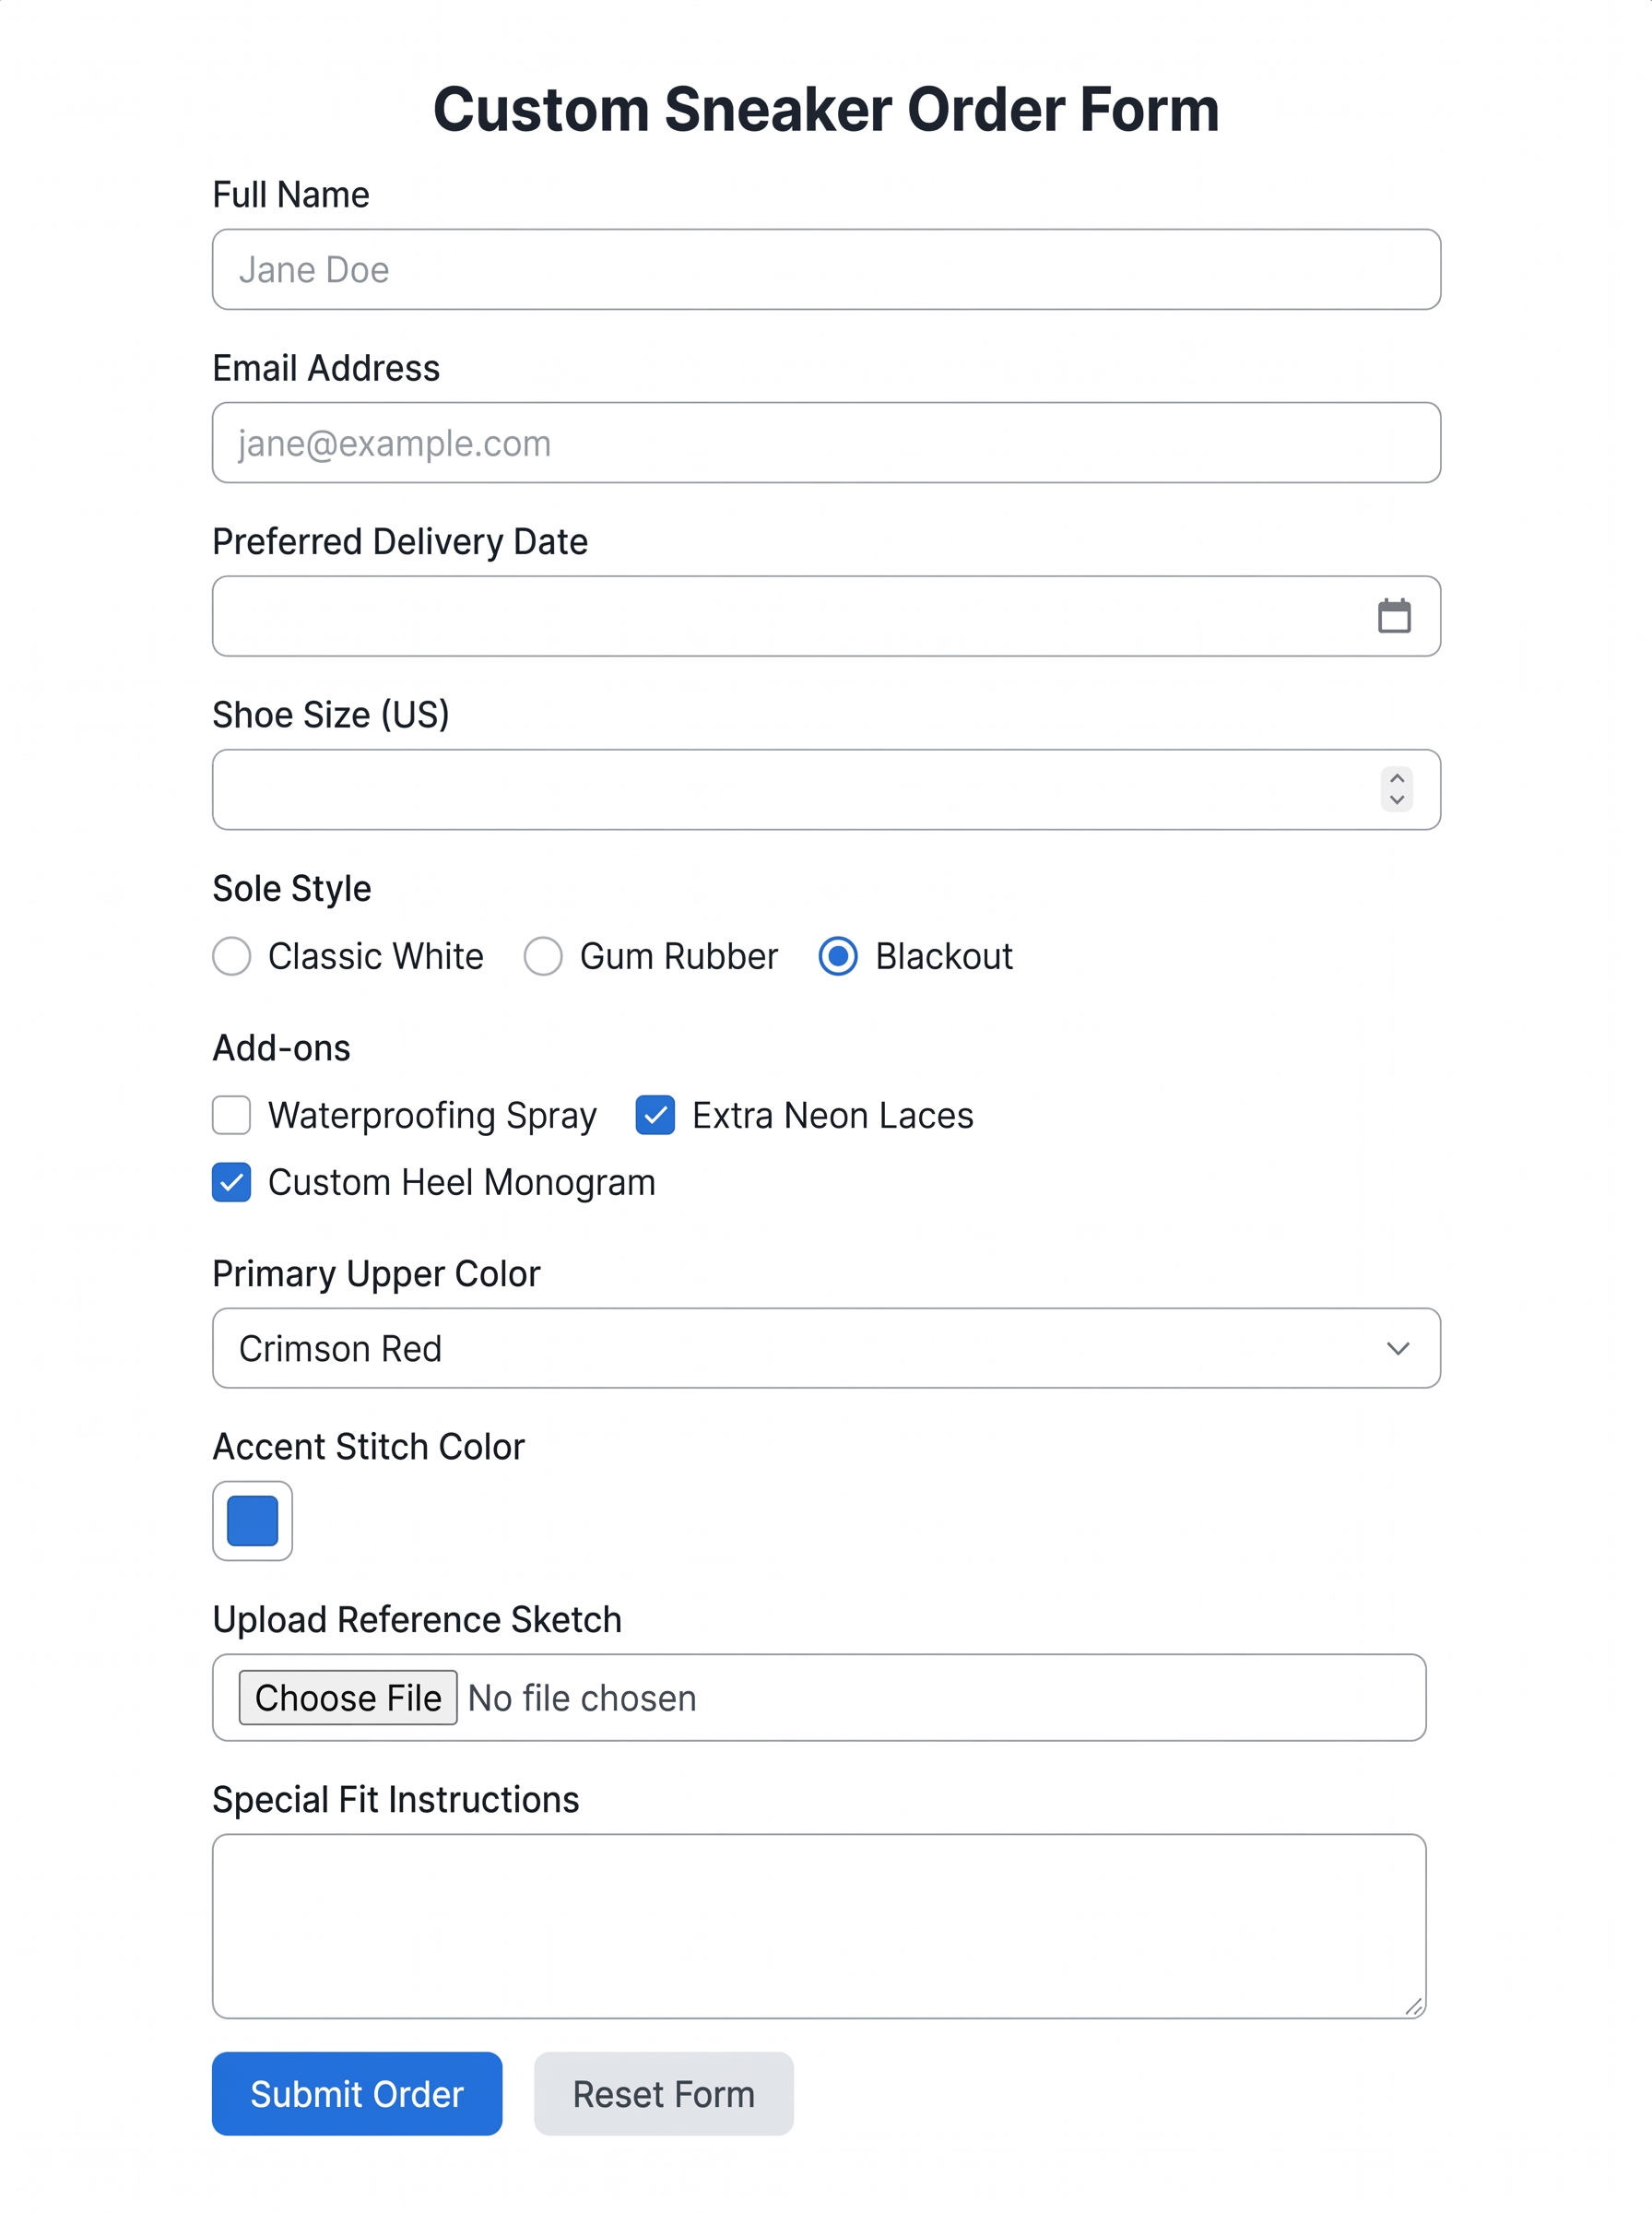 Custom Sneaker Order Form
Full Name
Jane Doe
Email Address
jane@example.com
Preferred Delivery Date
Shoe Size (US)
Sole Style
Classic White Gum Rubber Blackout
Add-ons
Waterproofing Spray Extra Neon Laces
Custom Heel Monogram
Primary Upper Color
Crimson Red
Accent Stitch Color
Upload Reference Sketch
Choose File No file chosen
Special Fit Instructions
Submit Order Reset Form